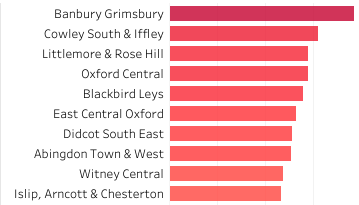 Banbury Grimsbury
Cowley South & Iffley
Littlemore & Rose Hill
Oxford Central
Blackbird Leys
East Central Oxford
Didcot South East
Abingdon Town & West
Witney Central
Islip, Arncott & Chesterton